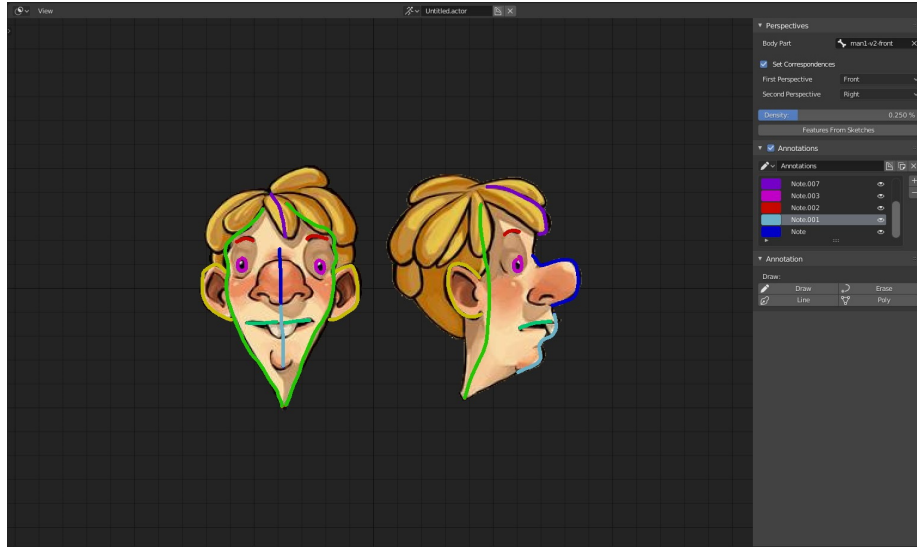 View
Untitled.actor
Perspectives
Body Part man1-v2-front
Set Correspondences
First Perspective Front
Second Perspective Right
Density: 0.250 %
Features From Sketches
Annotations
Annotations
Note.007
Note.003
Note.002
Note.001
Note
Annotation
Draw:
Draw Erase
Line Poly